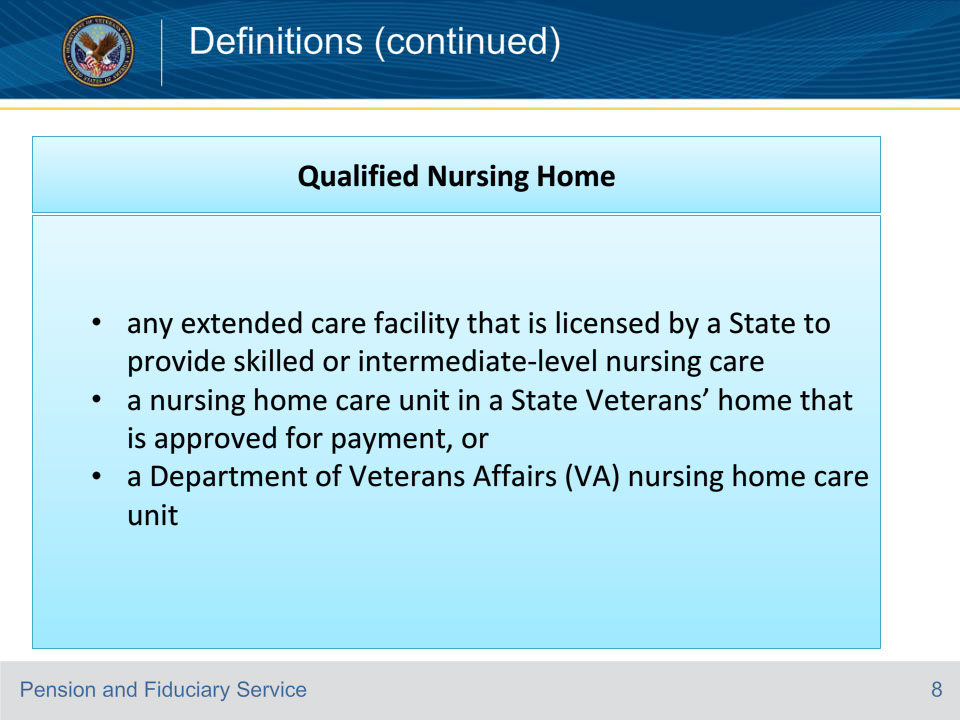 Definitions (continued)
Qualified Nursing Home
• any extended care facility that is licensed by a State to
provide skilled or intermediate-level nursing care
• a nursing home care unit in a State Veterans’ home that
is approved for payment, or
• a Department of Veterans Affairs (VA) nursing home care
unit
Pension and Fiduciary Service
8